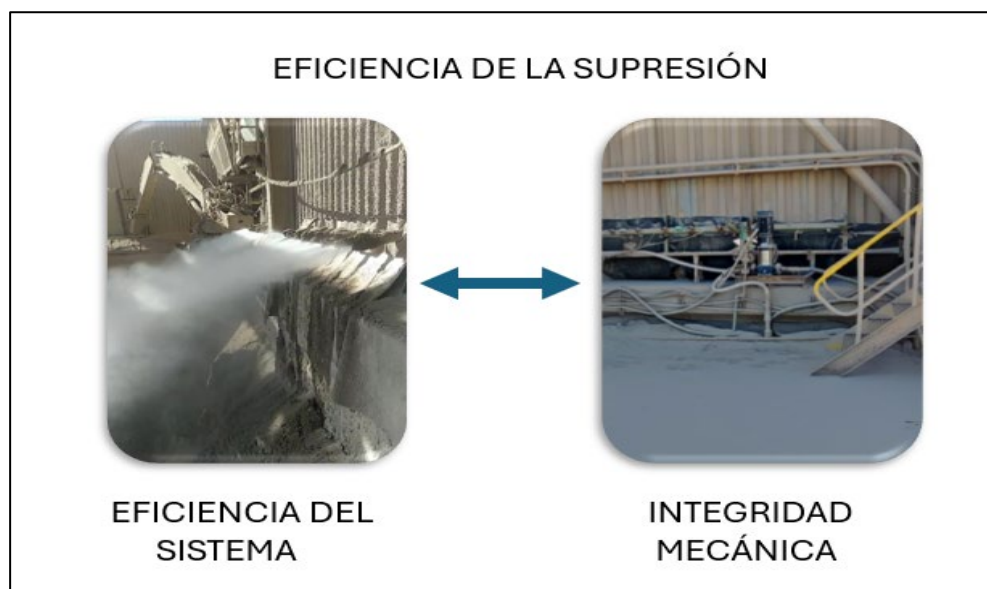 EFICIENCIA DE LA SUPRESIÓN
EFICIENCIA DEL
SISTEMA
INTEGRIDAD
MECÁNICA